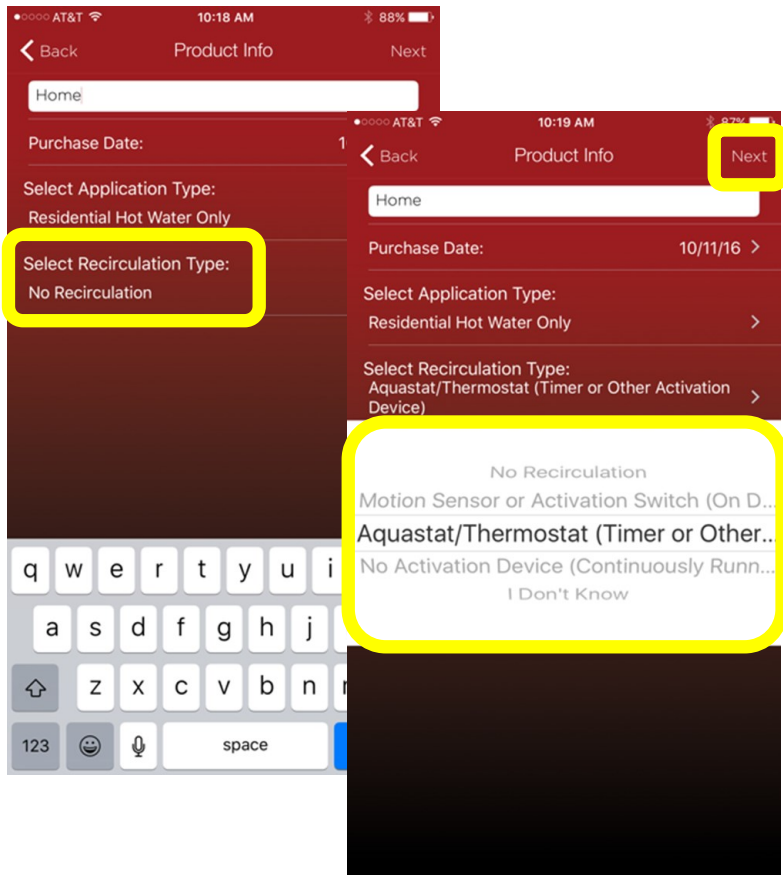 AT&T 10:18 AM 88%
Back Product Info Next
Home
Purchase Date: 1
Select Application Type:
Residential Hot Water Only
Select Recirculation Type:
No Recirculation
q w e r t y u i
a s d f g h j
z x c v b n
123 space
AT&T 10:19 AM 87%
Back Product Info Next
Home
Purchase Date: 10/11/16
Select Application Type:
Residential Hot Water Only
Select Recirculation Type:
Aquastat/Thermostat (Timer or Other Activation
Device)
No Recirculation
Motion Sensor or Activation Switch (On D...
Aquastat/Thermostat (Timer or Other...
No Activation Device (Continuously Runn...
I Don't Know